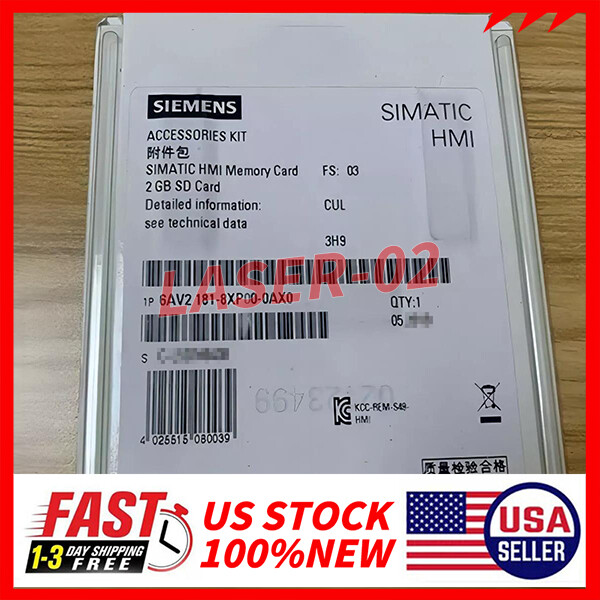 SIEMENS
SIMATIC
HMI
ACCESSORIES KIT
附件包
SIMATIC HMI Memory Card FS: 03
2 GB SD Card
Detailed information: CUL
see technical data
3H9
LASER-02
1P 6AV2 181-8XP00-0AX0 QTY:1
05
S
02123499
KCC-REM-S49-
HMI
4 025515 080039
质量检验合格
FAST
1-3 DAY SHIPPING
FREE
US STOCK
100%NEW
USA
SELLER